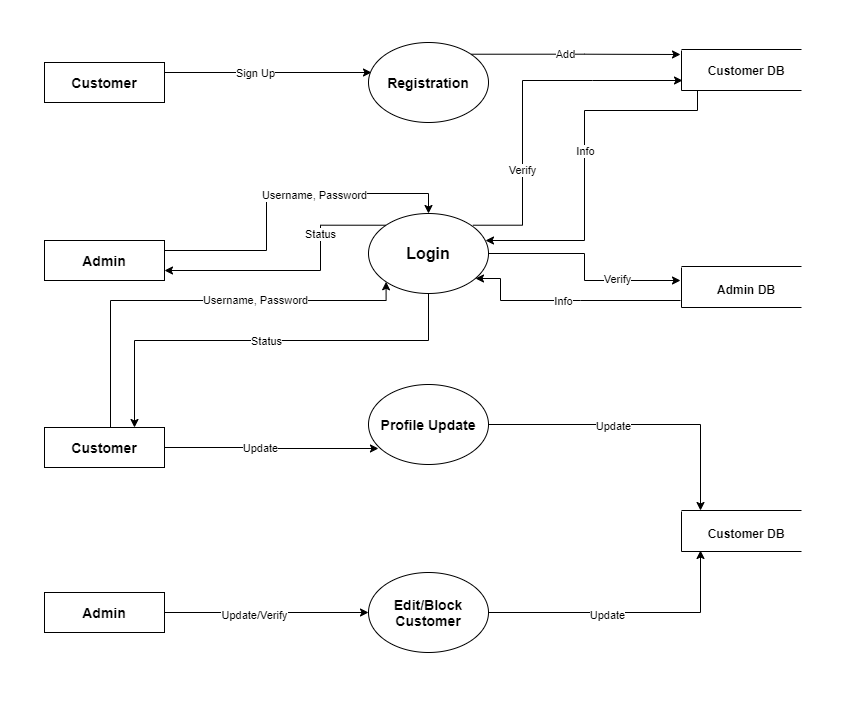 Add
Customer
Sign Up
Registration
Customer DB
Info
Verify
Username, Password
Status
Admin
Login
Verify
Admin DB
Username, Password
Info
Status
Profile Update
Update
Customer
Update
Customer DB
Admin
Update/Verify
Edit/Block
Customer
Update